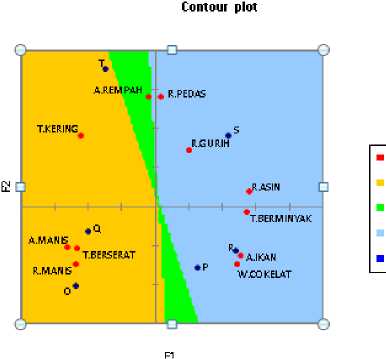 Contour plot
T
A.REMPAH
R.PEDAS
T.KERING
S
R.GURIH
F2
R.ASIN
T.BERMINYAK
Q
A.MANIS
T.BERSERAT
R
A.IKAN
R.MANIS
P
W.COKELAT
O
F1